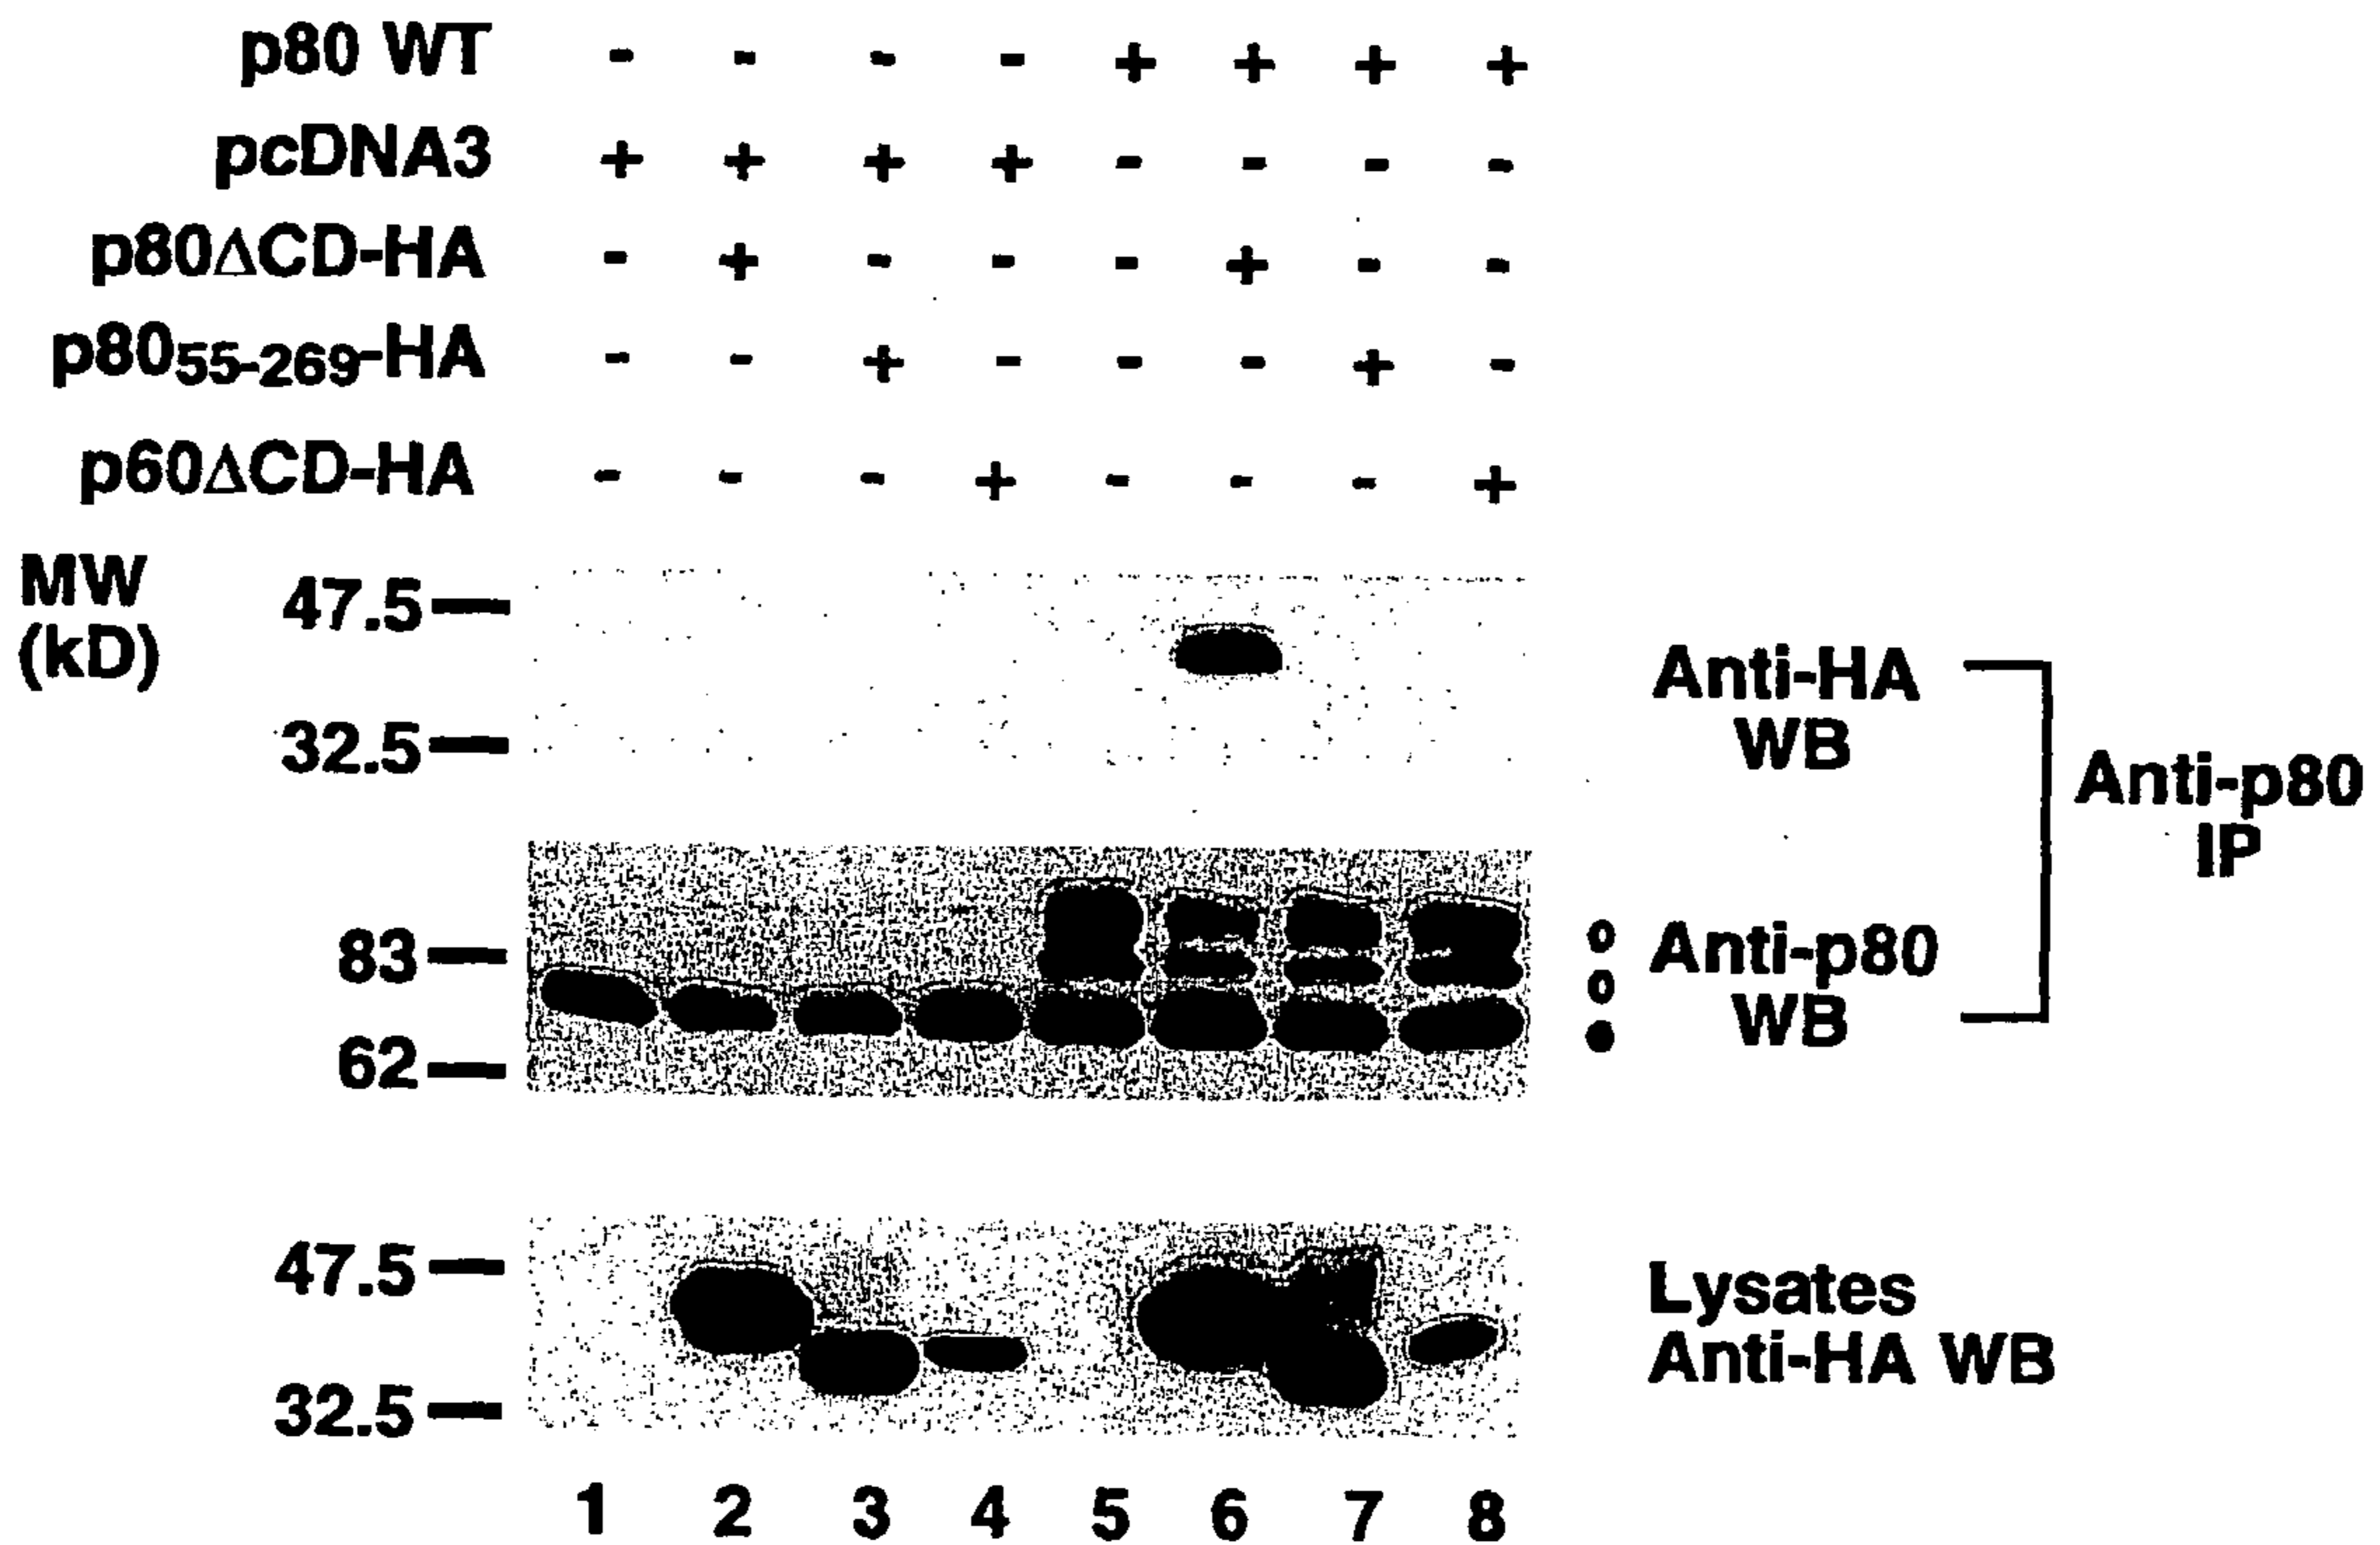 p80 WT - - - - + + + +
pcDNA3 + + + + - - - -
p80ΔCD-HA - + - - - + - -
p8055-269-HA - - + - - - + -
p60ΔCD-HA - - - + - - - +
MW
(kD)
47.5
32.5
Anti-HA
WB
Anti-p80
IP
83
62
Anti-p80
WB
47.5
32.5
Lysates
Anti-HA WB
1 2 3 4 5 6 7 8